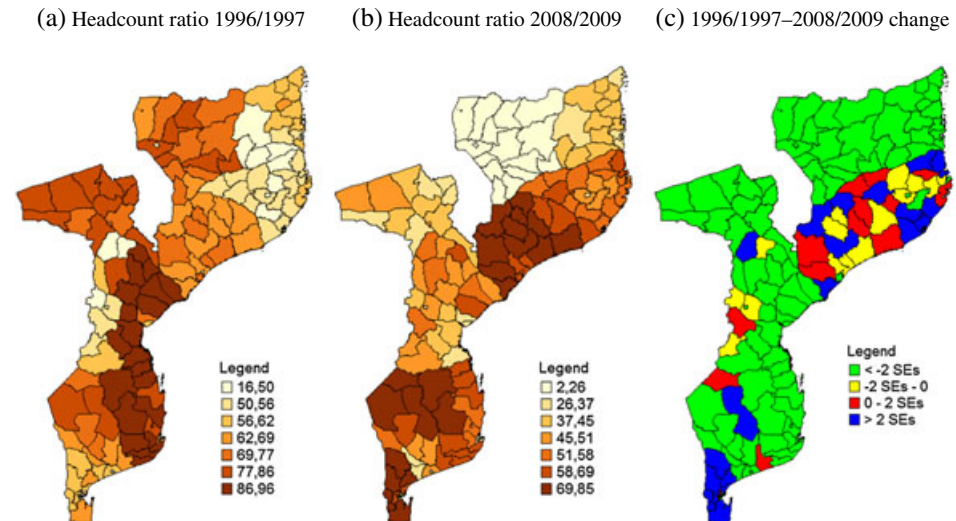 (a) Headcount ratio 1996/1997
(b) Headcount ratio 2008/2009
(c) 1996/1997–2008/2009 change
Legend
16,50
50,56
56,62
62,69
69,77
77,86
86,96
Legend
2,26
26,37
37,45
45,51
51,58
58,69
69,85
Legend
< -2 SEs
-2 SEs - 0
0 - 2 SEs
> 2 SEs